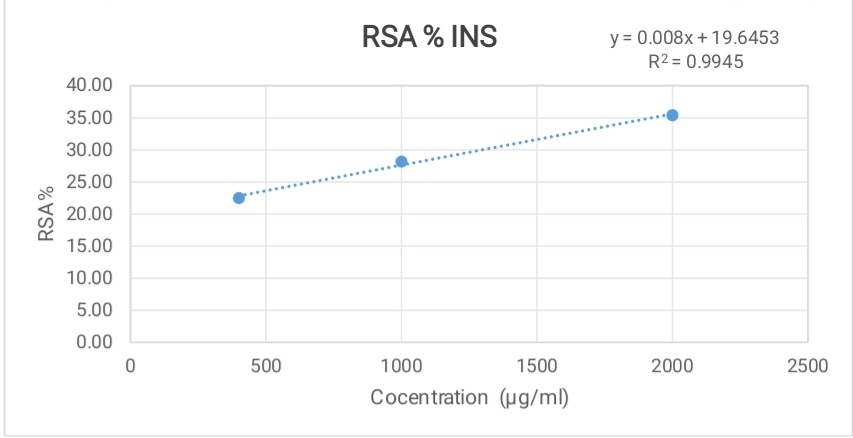 RSA % INS
y = 0.008x + 19.6453
R² = 0.9945
40.00
35.00
30.00
25.00
20.00
15.00
10.00
5.00
0.00
RSA %
0 500 1000 1500 2000 2500
Cocentration (µg/ml)